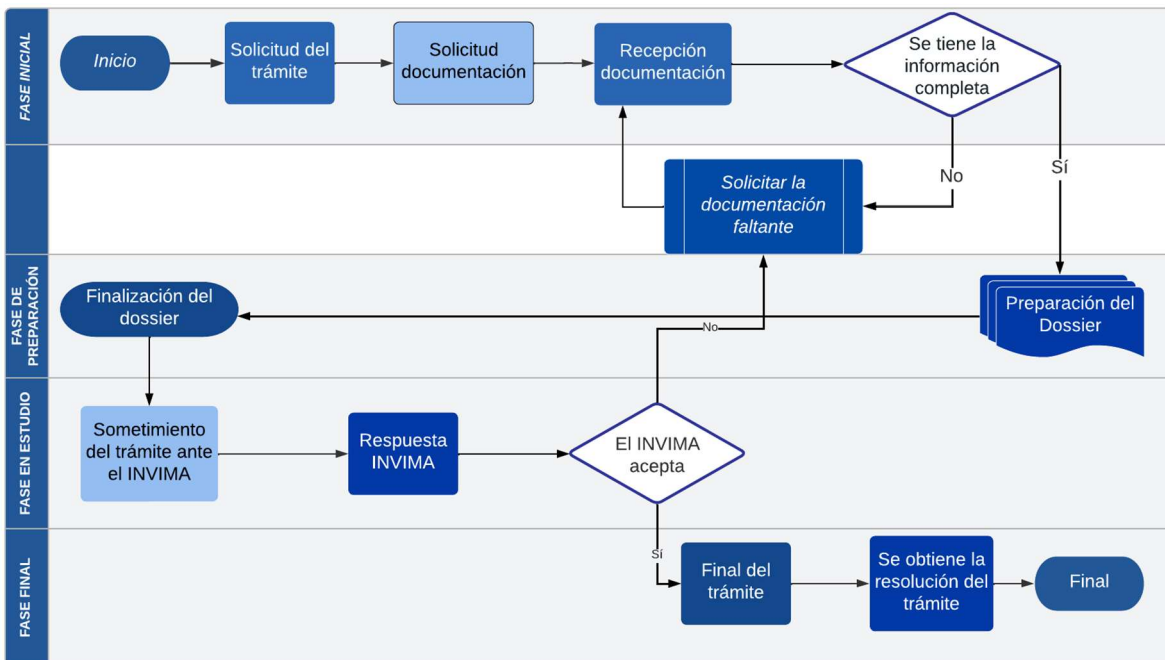 FASE INICIAL
Inicio
Solicitud del
trámite
Solicitud
documentación
Recepción
documentación
Se tiene la
información
completa
No
Sí
Solicitar la
documentación
faltante
FASE DE
PREPARACIÓN
Finalización del
dossier
Preparación del
Dossier
No
FASE EN ESTUDIO
Sometimiento
del trámite ante
el INVIMA
Respuesta
INVIMA
El INVIMA
acepta
Sí
FASE FINAL
Final del
trámite
Se obtiene la
resolución del
trámite
Final